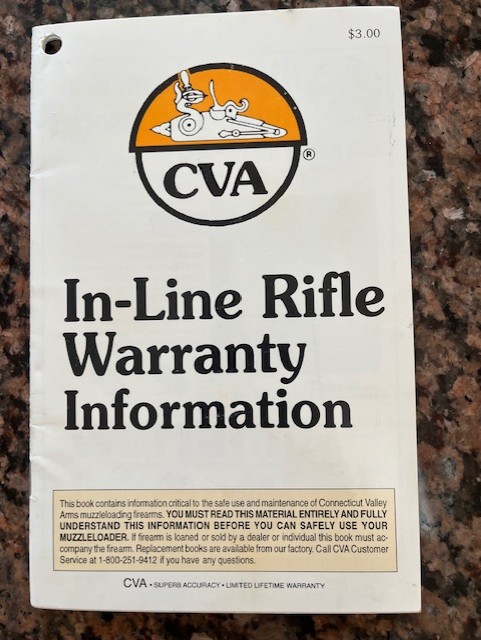 $3.00
CVA
®
In-Line Rifle
Warranty
Information
This book contains information critical to the safe use and maintenance of Connecticut Valley
Arms muzzleloading firearms. YOU MUST READ THIS MATERIAL ENTIRELY AND FULLY
UNDERSTAND THIS INFORMATION BEFORE YOU CAN SAFELY USE YOUR
MUZZLELOADER. If firearm is loaned or sold by a dealer or individual this book must ac-
company the firearm. Replacement books are available from our factory. Call CVA Customer
Service at 1-800-251-9412 if you have any questions.
CVA • SUPERB ACCURACY • LIMITED LIFETIME WARRANTY